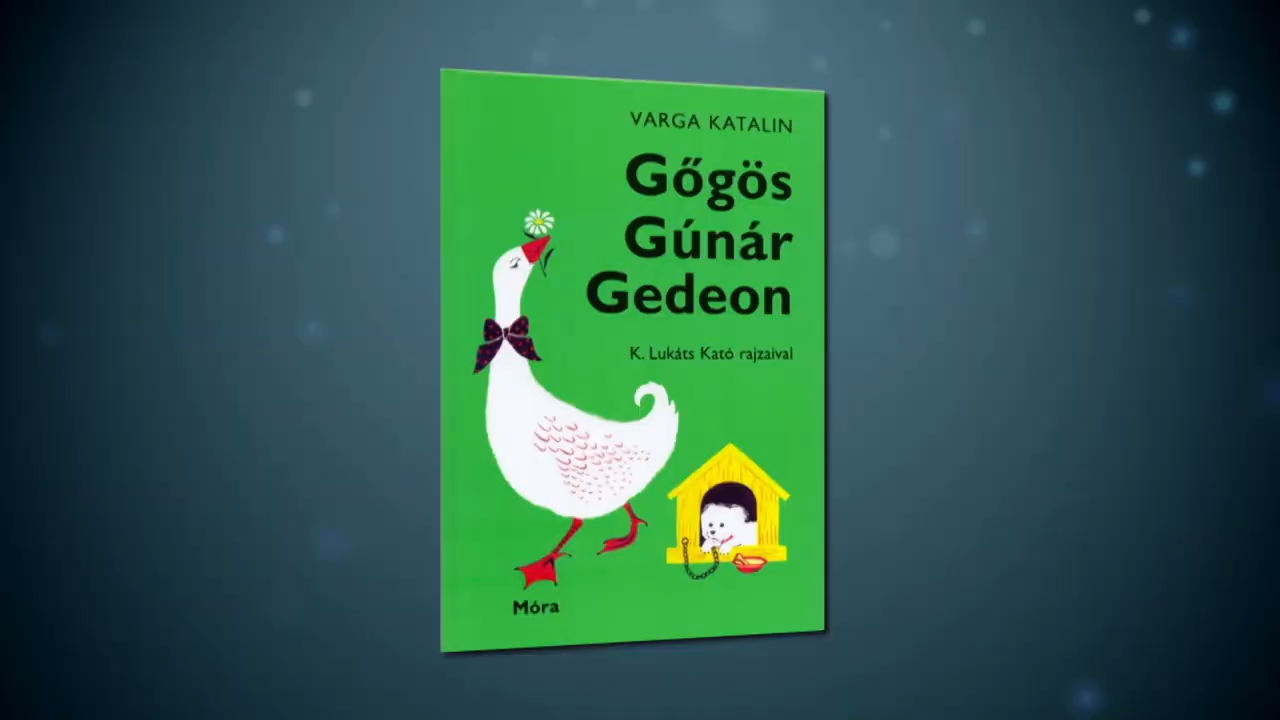 VARGA KATALIN
Gőgös
Gúnár
Gedeon
K. Lukáts Kató rajzaival
Móra